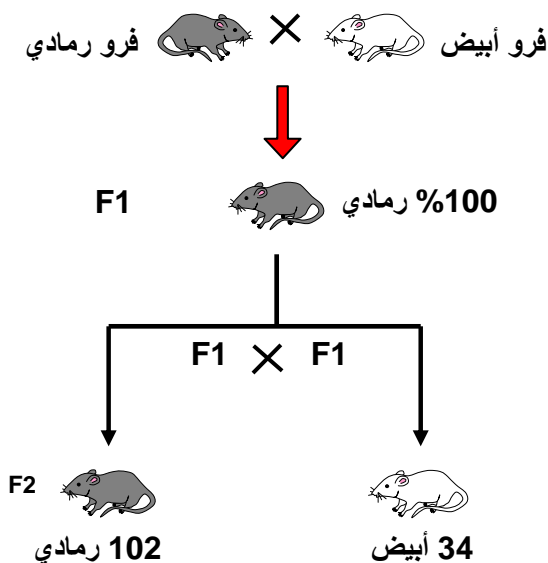 فرو أبيض
فرو رمادي
100% رمادي
F1
F1 F1
F2
34 أبيض
102 رمادي